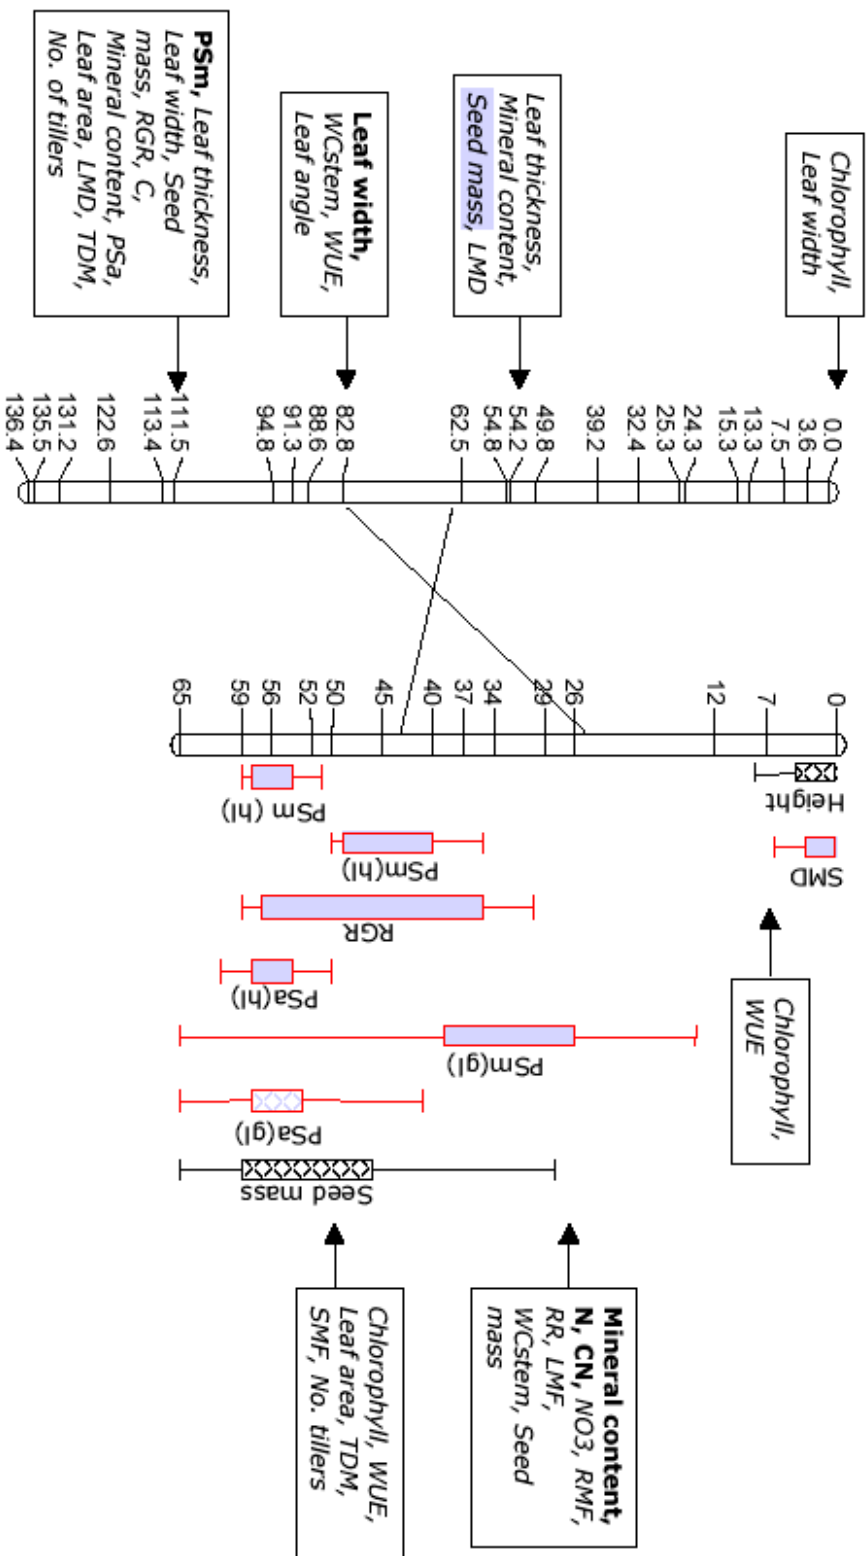 Chlorophyll,
Leaf width
Leaf thickness,
Mineral content,
Seed mass, LMD
Leaf width,
WCstem, WUE,
Leaf angle
PSm, Leaf thickness,
Leaf width, Seed
mass, RGR, C,
Mineral content, PSa,
Leaf area, LMD, TDM,
No. of tillers
0.0
3.6
7.5
13.3
15.3
24.3
25.3
32.4
39.2
49.8
54.2
54.8
62.5
82.8
88.6
91.3
94.8
111.5
113.4
122.6
131.2
135.5
136.4
0
7
12
26
29
34
37
40
45
50
52
56
59
65
Height
SMD
PSm (hl)
PSm(hl)
RGR
PSa(hl)
PSm(gl)
PSa(gl)
Seed mass
Chlorophyll,
WUE
Mineral content,
N, CN, NO3, RMF,
RR, LMF,
WCstem, Seed
mass
Chlorophyll, WUE,
Leaf area, TDM,
SMF, No. tillers